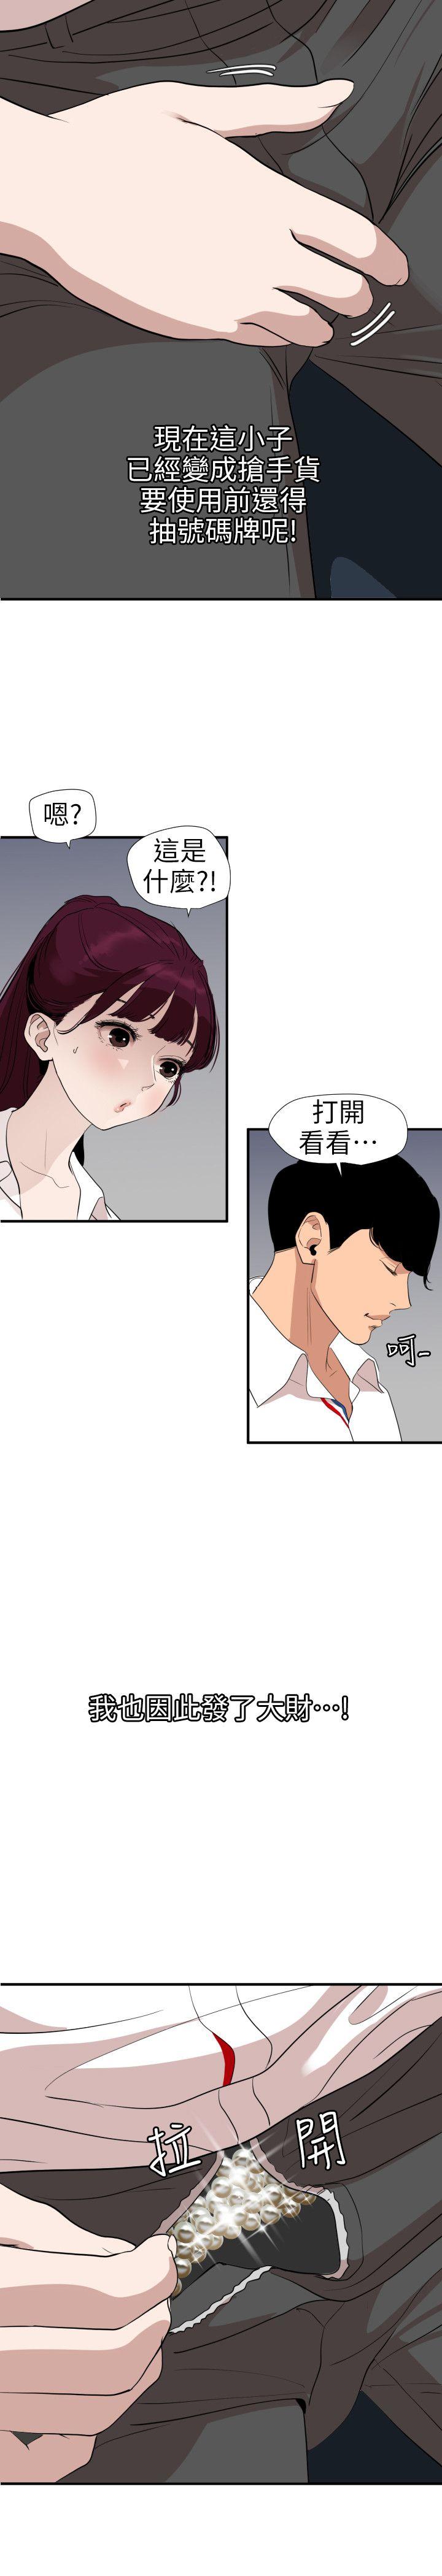 現在這小子
已經變成搶手貨
要使用前還得
抽號碼牌呢!
嗯?
這是
什麼?!
打開
看看…
呵-
我也因此發了大財…!
拉開